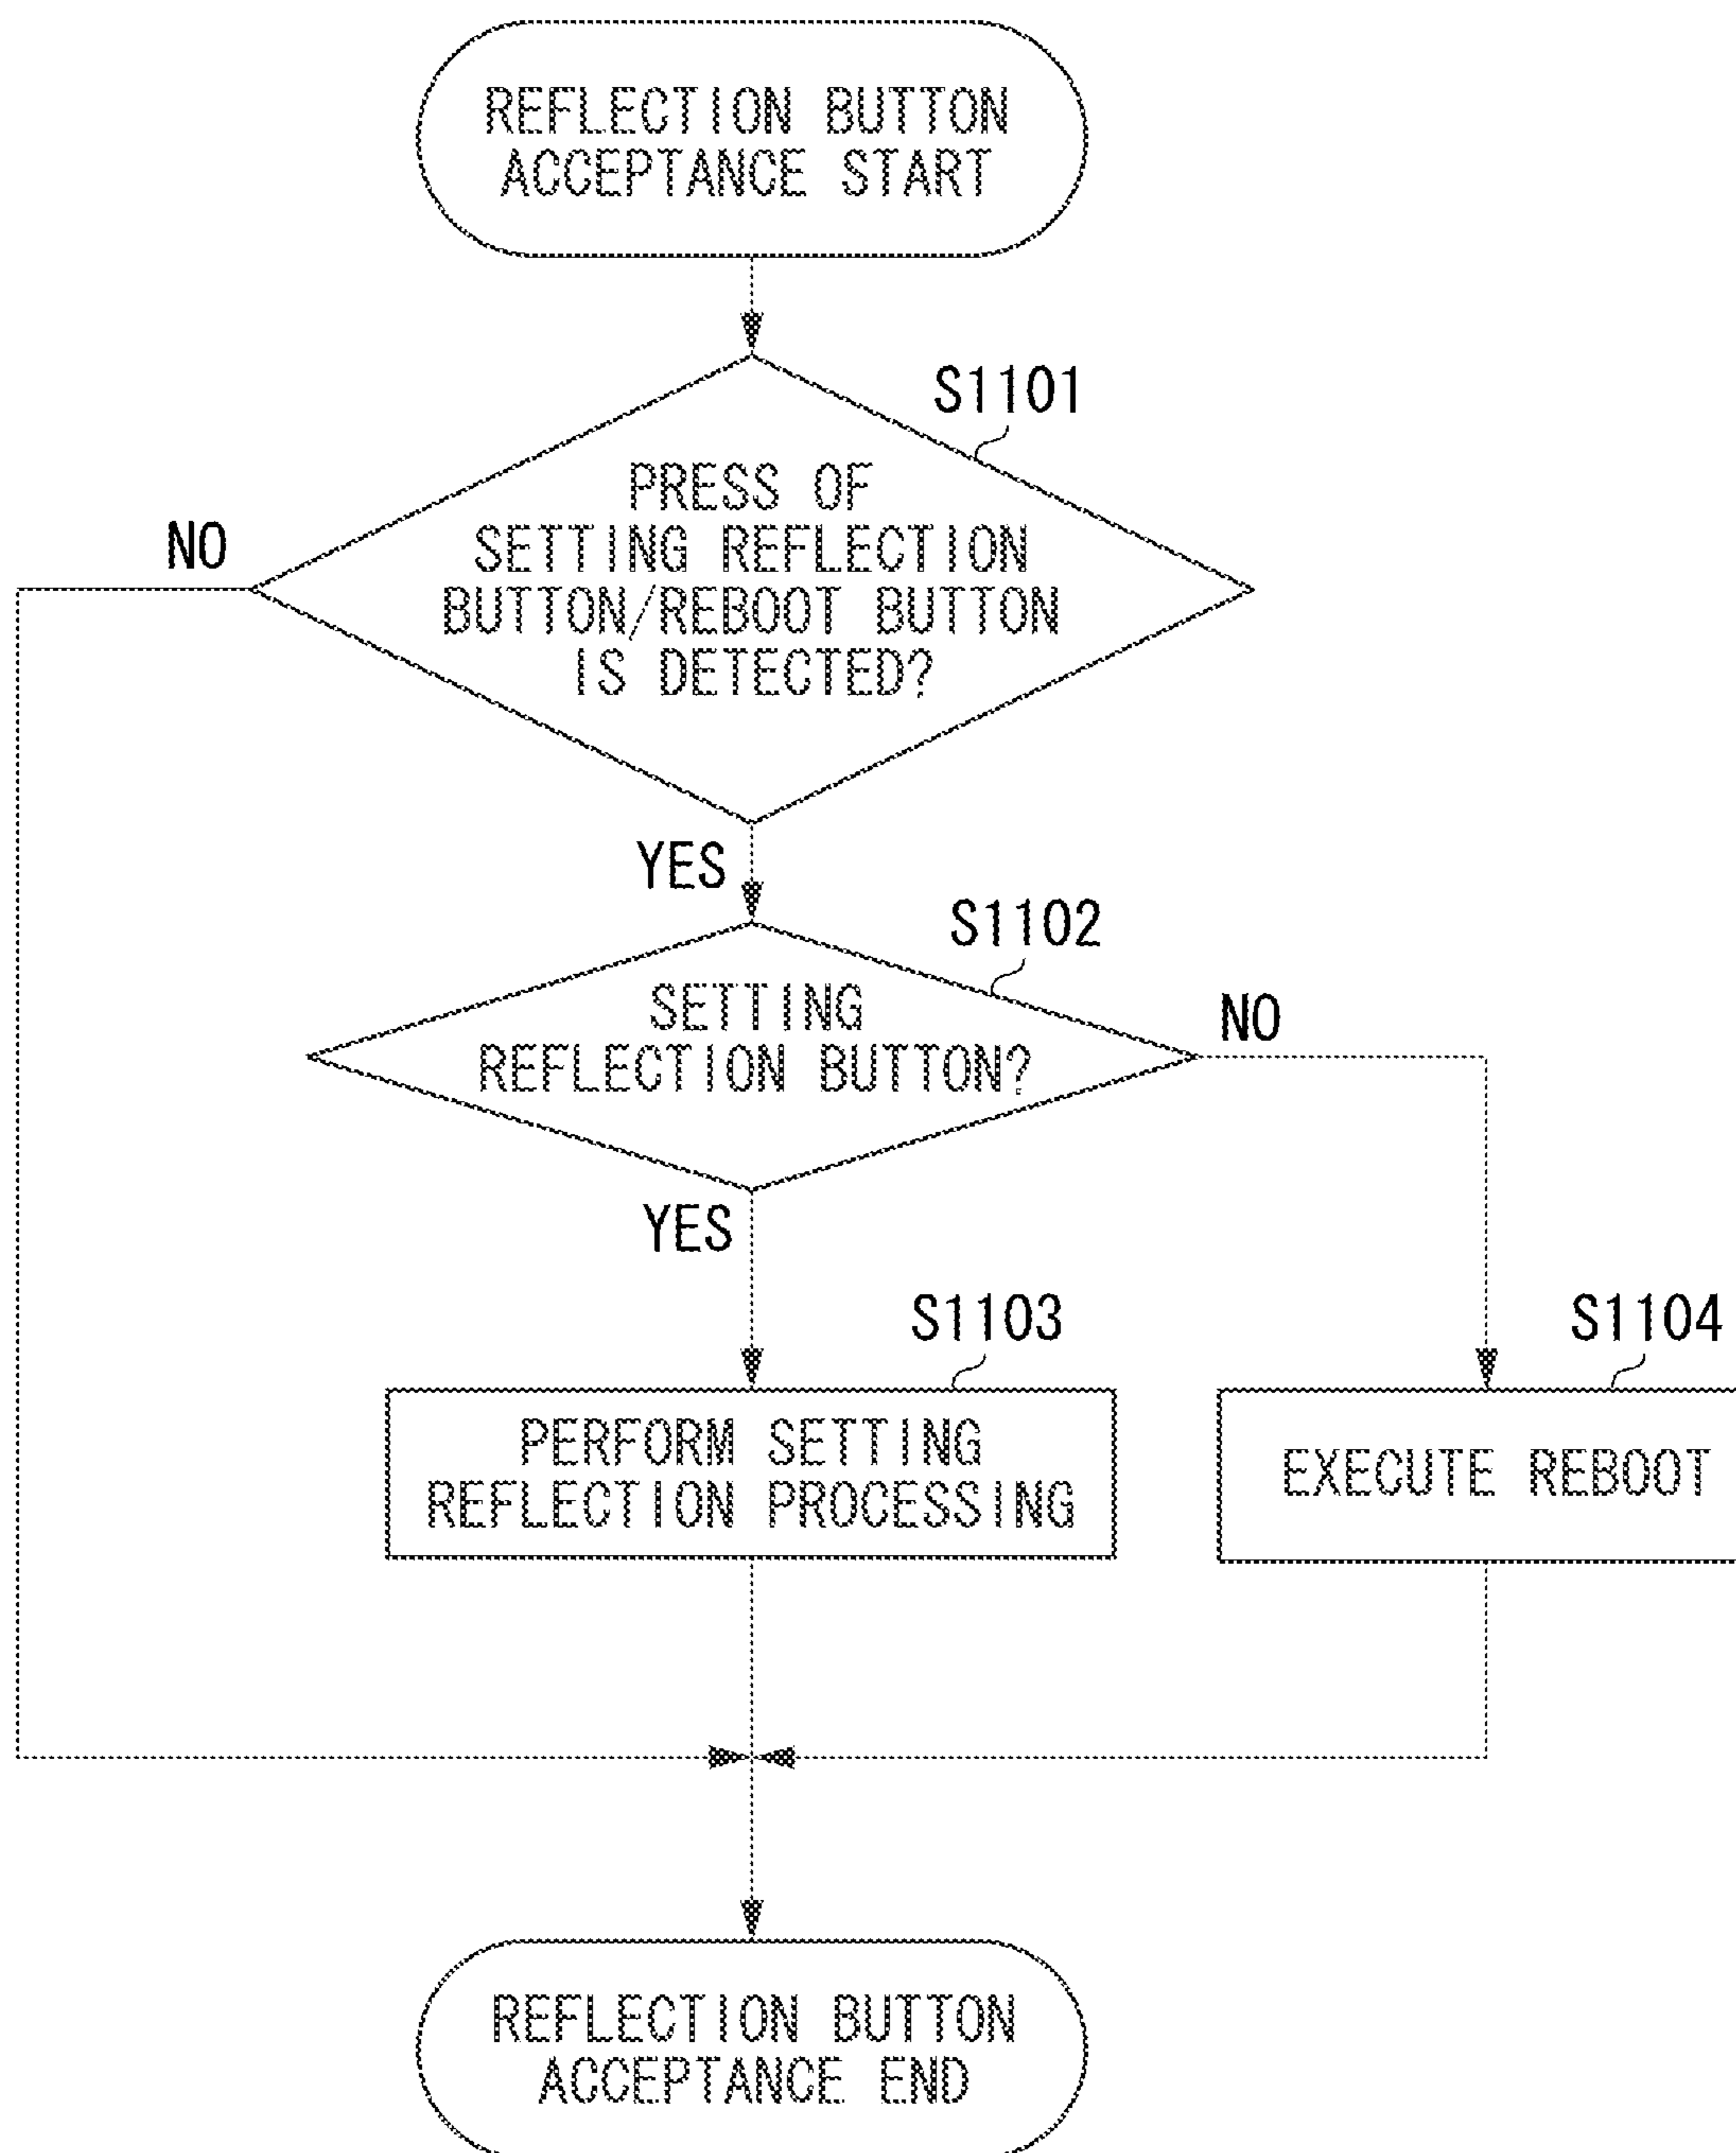 REFLECTION BUTTON
ACCEPTANCE START
S1101
PRESS OF
SETTING REFLECTION
BUTTON/REBOOT BUTTON
IS DETECTED?
NO
YES
S1102
SETTING
REFLECTION BUTTON?
NO
YES
S1103
PERFORM SETTING
REFLECTION PROCESSING
S1104
EXECUTE REBOOT
REFLECTION BUTTON
ACCEPTANCE END